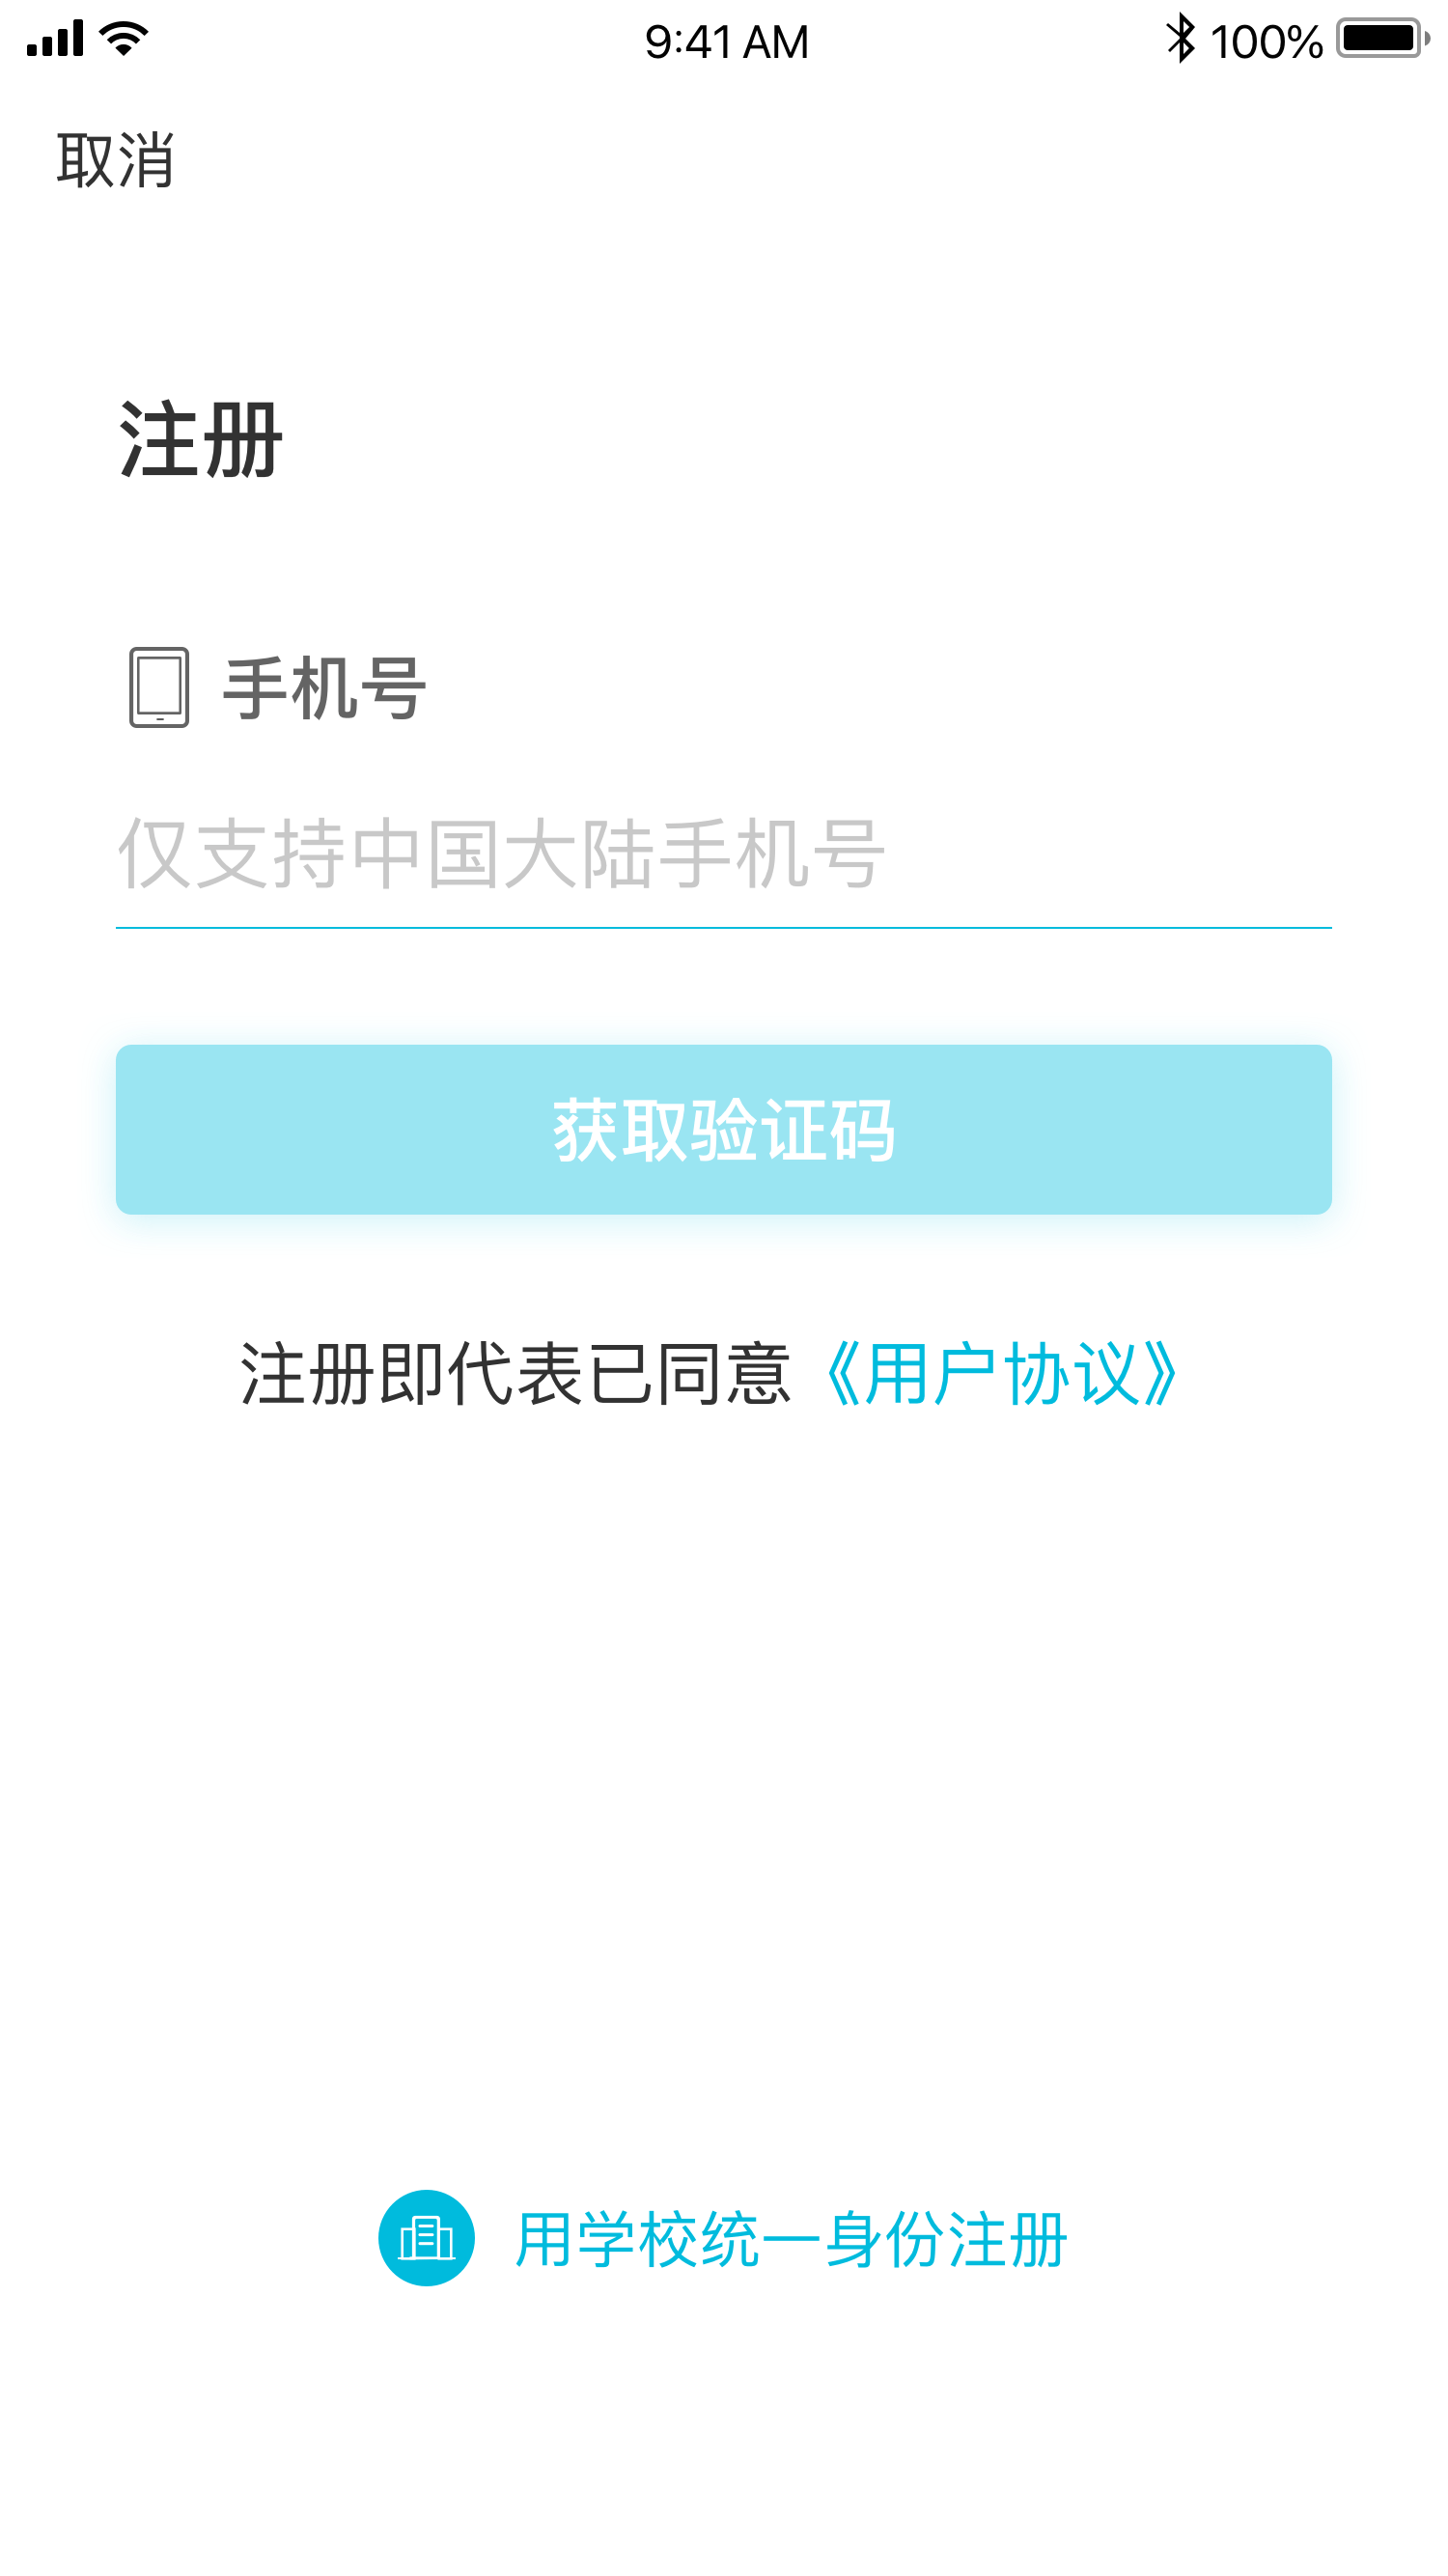 9:41 AM
100%
取消
注册
手机号
仅支持中国大陆手机号
获取验证码
注册即代表已同意《用户协议》
用学校统一身份注册